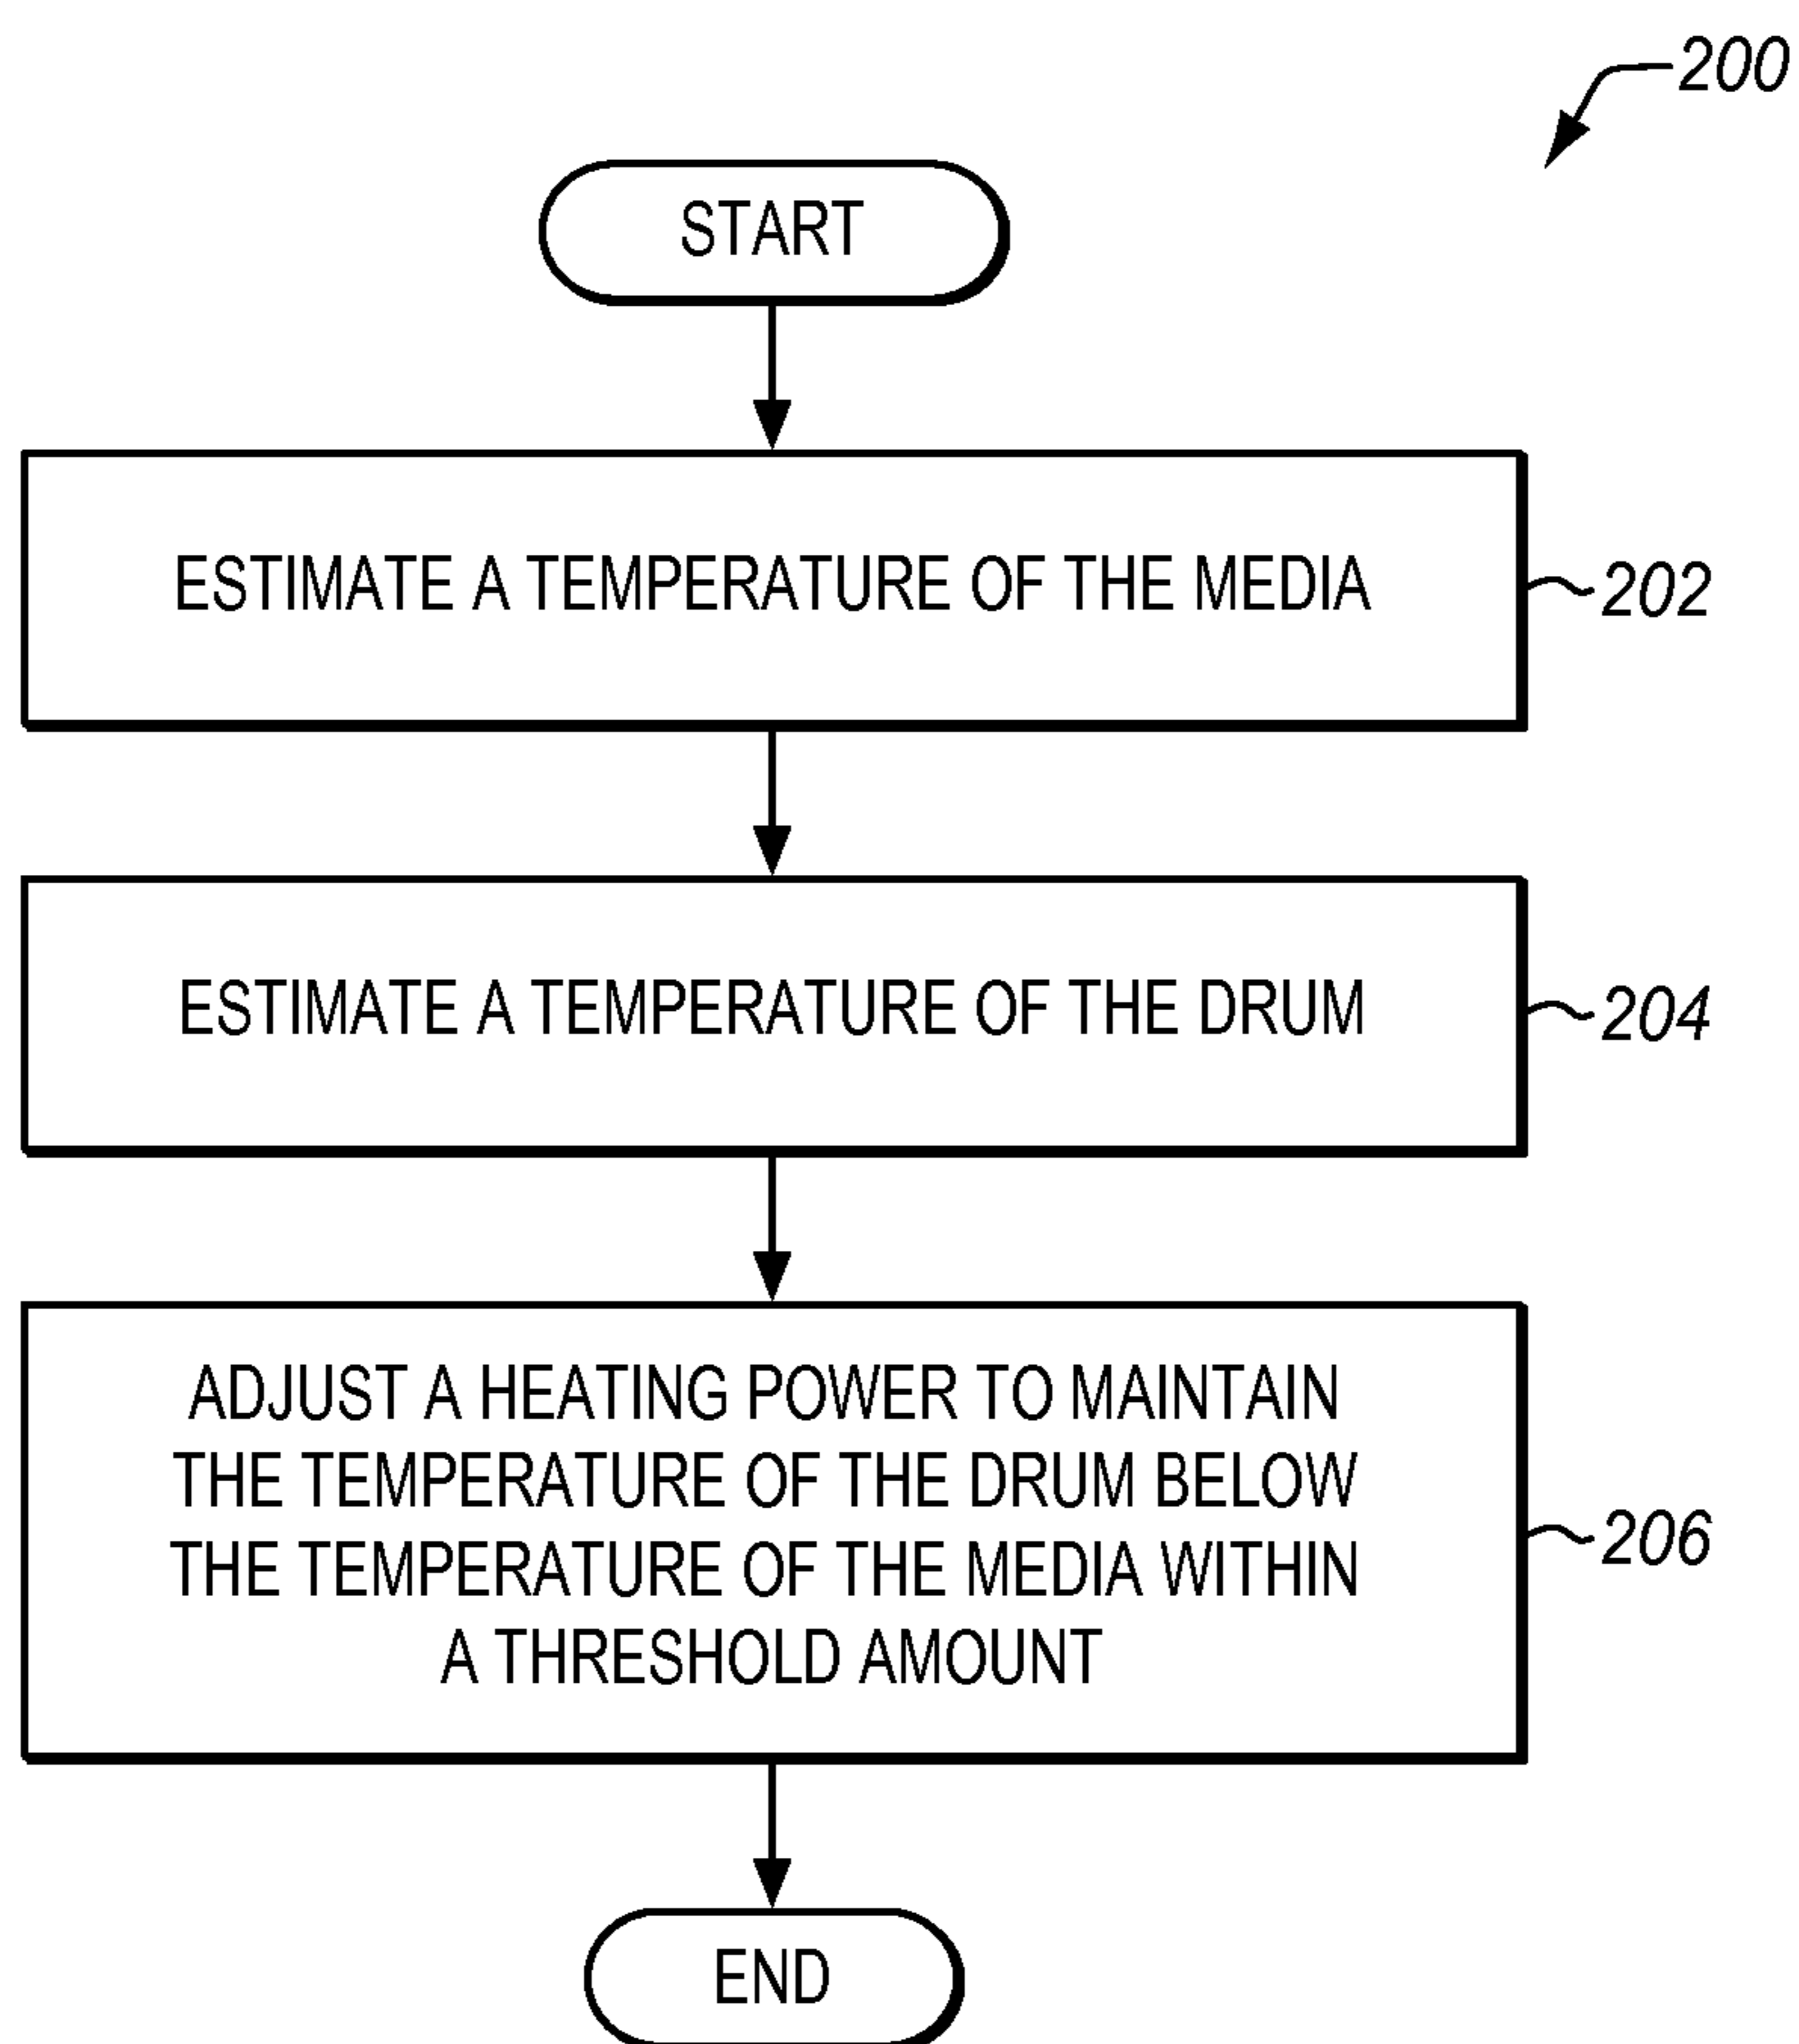 200
START
ESTIMATE A TEMPERATURE OF THE MEDIA
202
ESTIMATE A TEMPERATURE OF THE DRUM
204
ADJUST A HEATING POWER TO MAINTAIN
THE TEMPERATURE OF THE DRUM BELOW
THE TEMPERATURE OF THE MEDIA WITHIN
A THRESHOLD AMOUNT
206
END